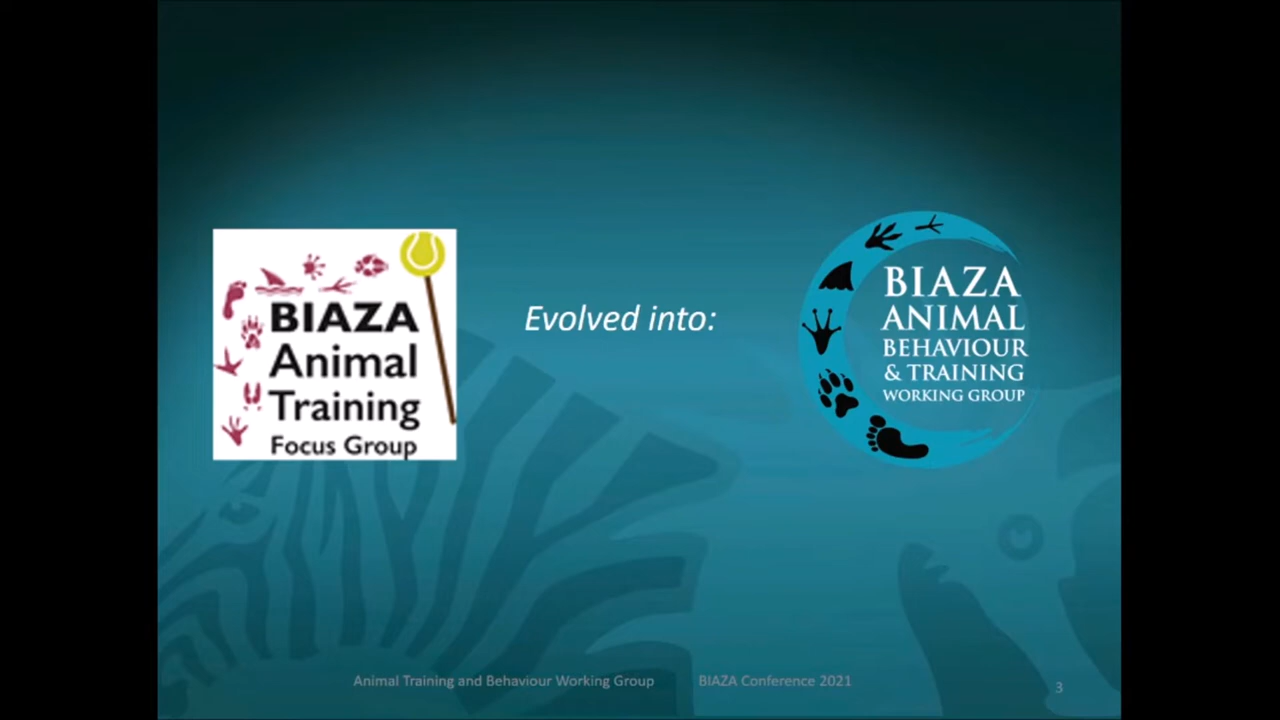 BIAZA
Animal
Training
Focus Group
Evolved into:
BIAZA
ANIMAL
BEHAVIOUR
& TRAINING
WORKING GROUP
Animal Training and Behaviour Working Group
BIAZA Conference 2021
3